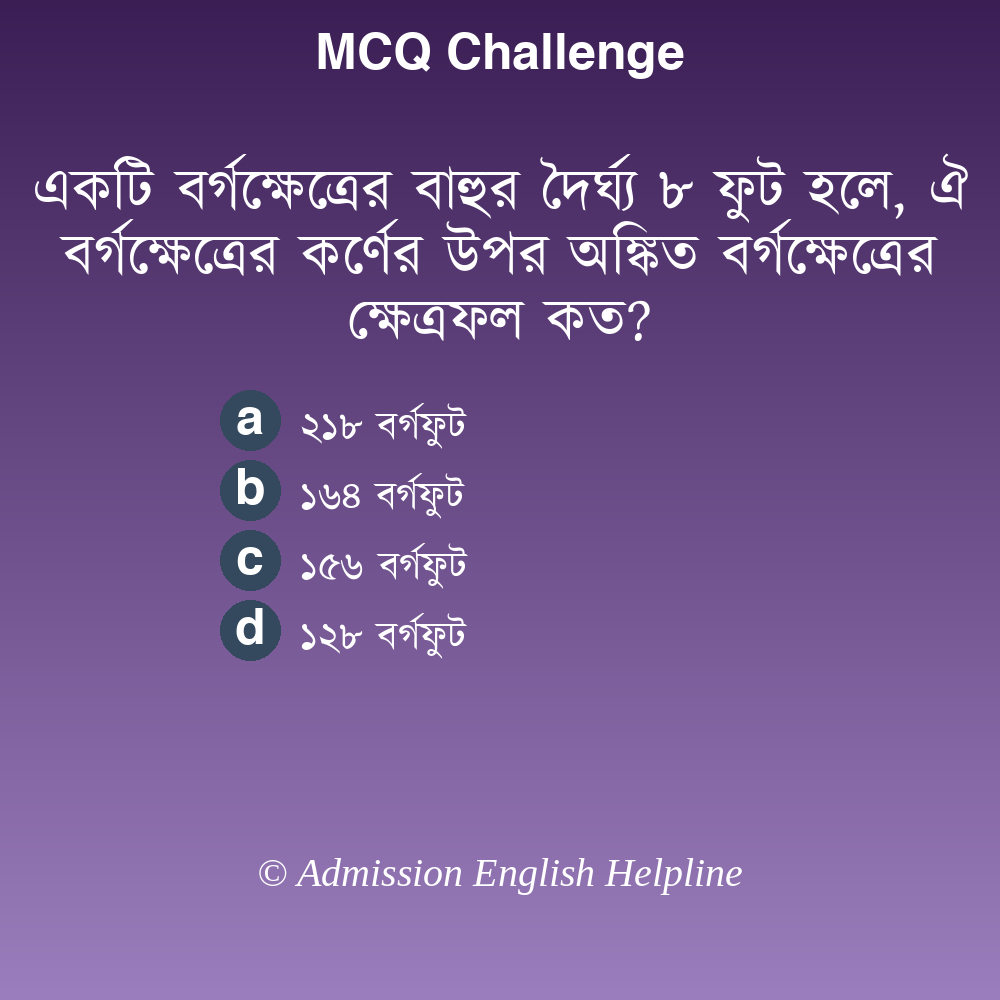 MCQ Challenge
একটি বর্গক্ষেত্রের বাহুর দৈর্ঘ্য ৮ ফুট হলে, ঐ
বর্গক্ষেত্রের কর্ণের উপর অঙ্কিত বর্গক্ষেত্রের
ক্ষেত্রফল কত?
a ২১৮ বর্গফুট
b ১৬৪ বর্গফুট
c ১৫৬ বর্গফুট
d ১২৮ বর্গফুট
© Admission English Helpline